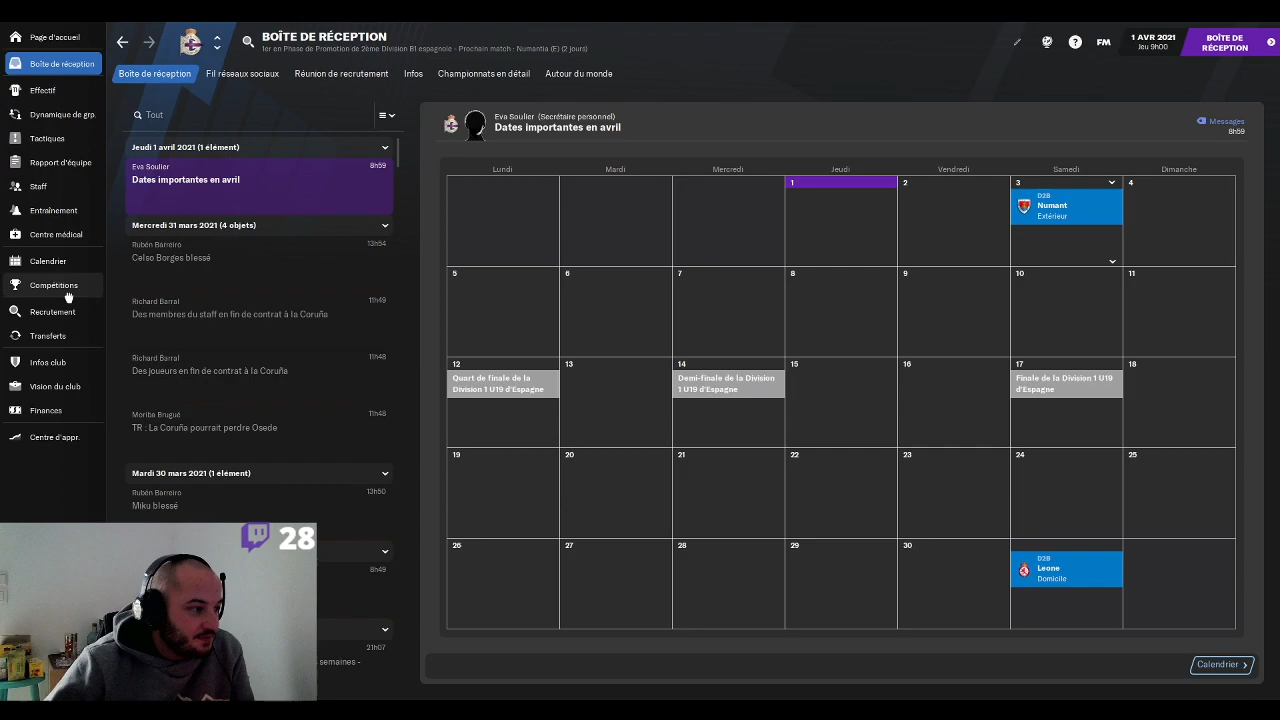 Page d'accueil
Boîte de réception
Effectif
Dynamique de grp.
Tactiques
Rapport d'équipe
Staff
Entraînement
Centre médical
Calendrier
Compétitions
Recrutement
Transferts
Infos club
Vision du club
Finances
Centre d'appr.
BOÎTE DE RÉCEPTION
1er en Phase de Promotion de 2ème Division B1 espagnole - Prochain match : Numantia (E) (2 jours)
FM
1 AVR 2021
Jeu 9h00
BOÎTE DE
RÉCEPTION
Boîte de réception
Fil réseaux sociaux
Réunion de recrutement
Infos
Championnats en détail
Autour du monde
Tout
Jeudi 1 avril 2021 (1 élément)
Eva Soulier 8h59
Dates importantes en avril
Mercredi 31 mars 2021 (4 objets)
Rubén Barreiro 13h54
Celso Borges blessé
Richard Barral 11h49
Des membres du staff en fin de contrat à la Coruña
Richard Barral 11h48
Des joueurs en fin de contrat à la Coruña
Moriba Brugué 11h48
TR : La Coruña pourrait perdre Osede
Mardi 30 mars 2021 (1 élément)
Rubén Barreiro 13h50
Miku blessé
8h49
21h07
semaines -
28
Eva Soulier (Secrétaire personnel)
Dates importantes en avril
Messages
8h59
Lundi Mardi Mercredi Jeudi Vendredi Samedi Dimanche
1 2 3 4
D2B
Numant
Extérieur
5 6 7 8 9 10 11
12 13 14 15 16 17 18
Quart de finale de la
Division 1 U19 d'Espagne
Demi-finale de la Division
1 U19 d'Espagne
Finale de la Division 1 U19
d'Espagne
19 20 21 22 23 24 25
26 27 28 29 30
D2B
Leone
Domicile
Calendrier